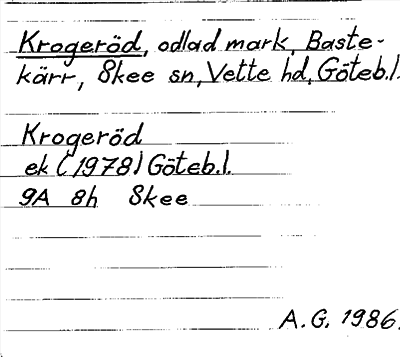 Krogeröd, odlad mark, Baste-
kärr, Skee sn, Vette hd, Göteb.l.
Krogeröd
ek (1978) Göteb.l.
9A 8h Skee
A.G. 1986.